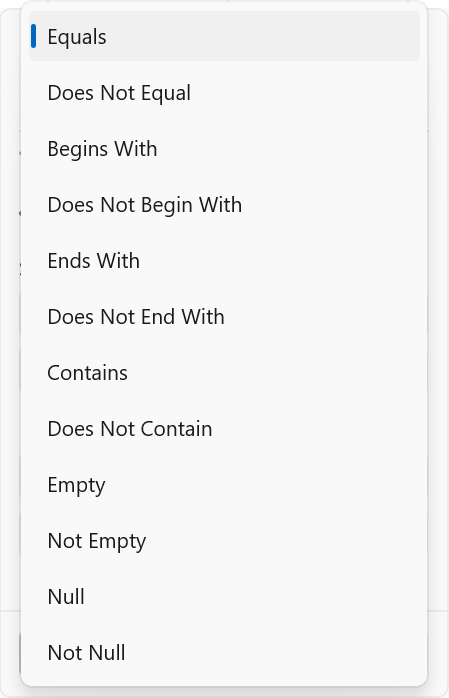 Equals
Does Not Equal
Begins With
Does Not Begin With
Ends With
Does Not End With
Contains
Does Not Contain
Empty
Not Empty
Null
Not Null